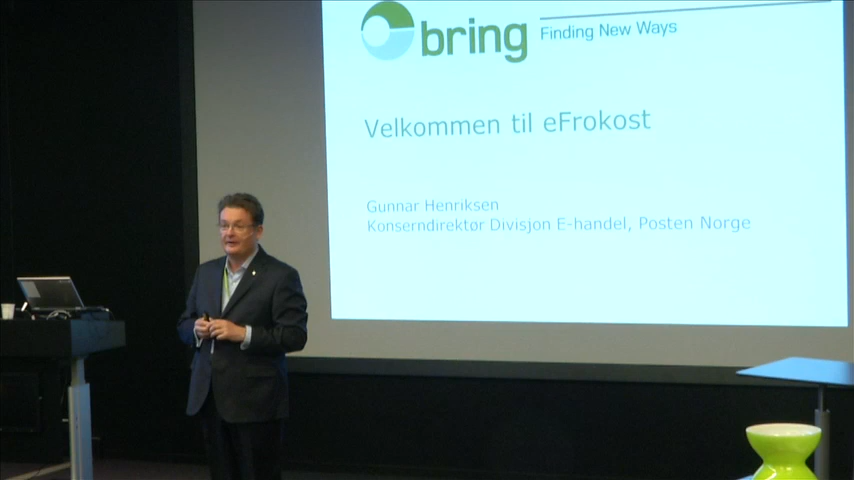 bring
Finding New Ways
Velkommen til eFrokost
Gunnar Henriksen
Konserndirektør Divisjon E-handel, Posten Norge